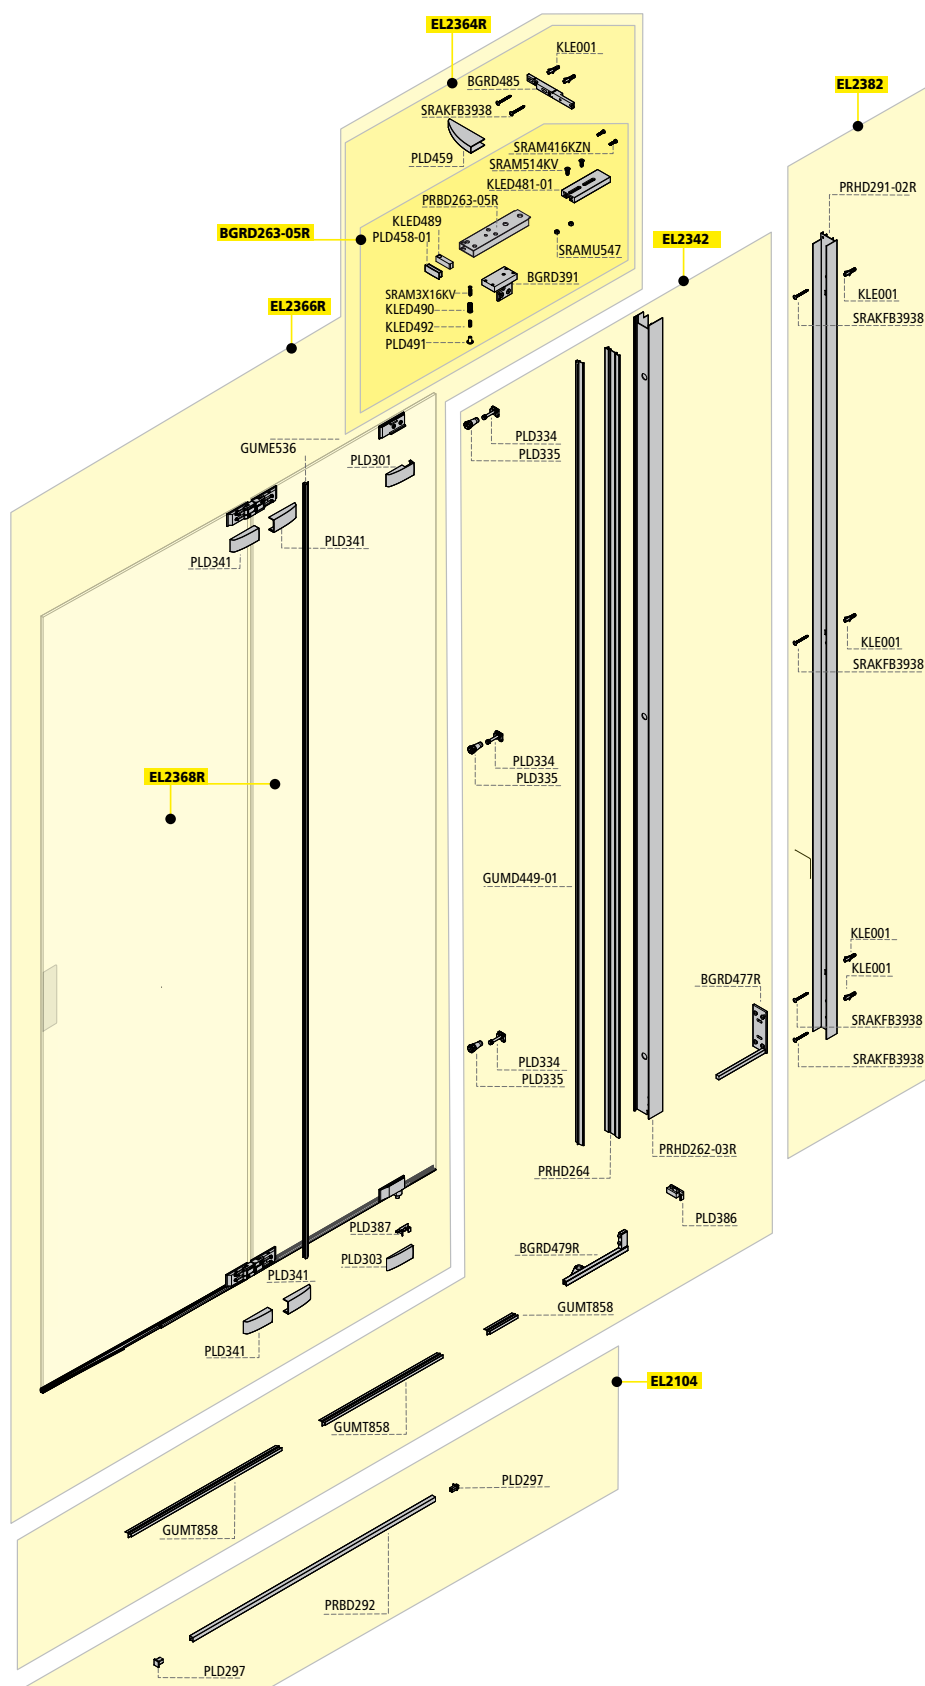 EL2364R
KLE001
BGRD485
SRAKFB3938
PLD459
SRAM416KZN
SRAM514KV
KLED481-01
PRBD263-05R
KLED489
PLD458-01
BGRD263-05R
SRAMU547
BGRD391
SRAM3X16KV
KLED490
KLED492
PLD491
EL2366R
EL2342
EL2382
PRHD291-02R
KLE001
SRAKFB3938
GUME536
PLD301
PLD334
PLD335
PLD341
PLD341
KLE001
SRAKFB3938
EL2368R
PLD334
PLD335
GUMD449-01
KLE001
KLE001
BGRD477R
SRAKFB3938
SRAKFB3938
PLD334
PLD335
PRHD262-03R
PRHD264
PLD386
PLD387
PLD303
BGRD479R
PLD341
PLD341
GUMT858
EL2104
GUMT858
PLD297
GUMT858
PRBD292
PLD297